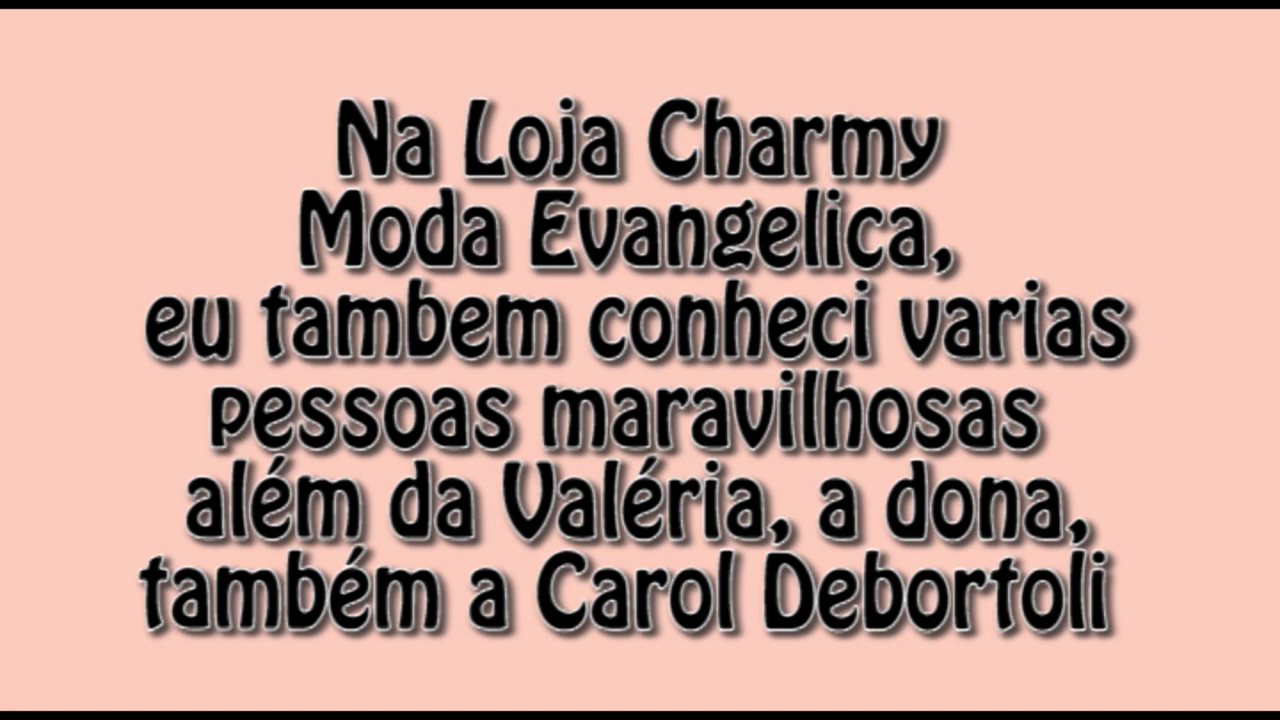 Na Loja Charmy
Moda Evangelica,
eu tambem conheci varias
pessoas maravilhosas
além da Valéria, a dona,
também a Carol Debortoli